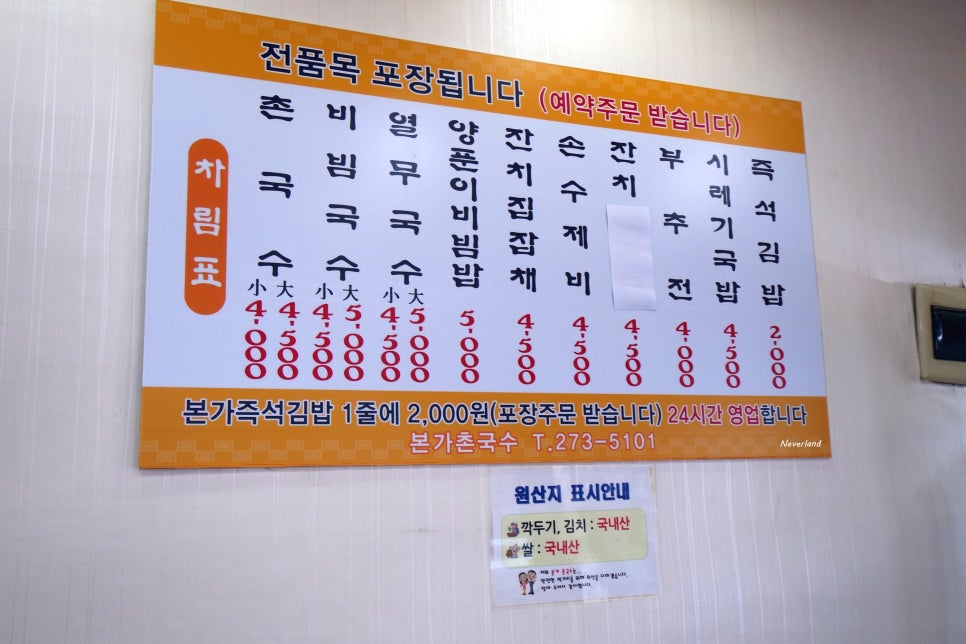 전품목 포장됩니다 (예약주문 받습니다)
차림표
촌국수 小 4,000 大 4,500
비빔국수 小 4,500 大 5,000
열무국수 小 4,500 大 5,000
양푼이비빔밥 5,000
잔치집잡채 4,500
손수제비 4,500
잔치 4,500
부추전 4,000
시레기국밥 4,500
즉석김밥 2,000
본가즉석김밥 1줄에 2,000원(포장주문 받습니다) 24시간 영업합니다
본가촌국수 T.273-5101
Neverland
원산지 표시안내
깍두기, 김치 : 국내산
쌀 : 국내산